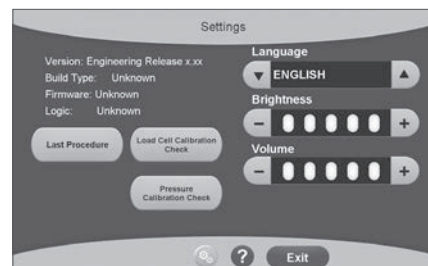 Settings
Version: Engineering Release x.xx
Build Type: Unknown
Firmware: Unknown
Logic: Unknown
Last Procedure
Load Cell Calibration
Check
Pressure
Calibration Check
Language
▼ ENGLISH ▲
Brightness
− +
Volume
− +
? Exit